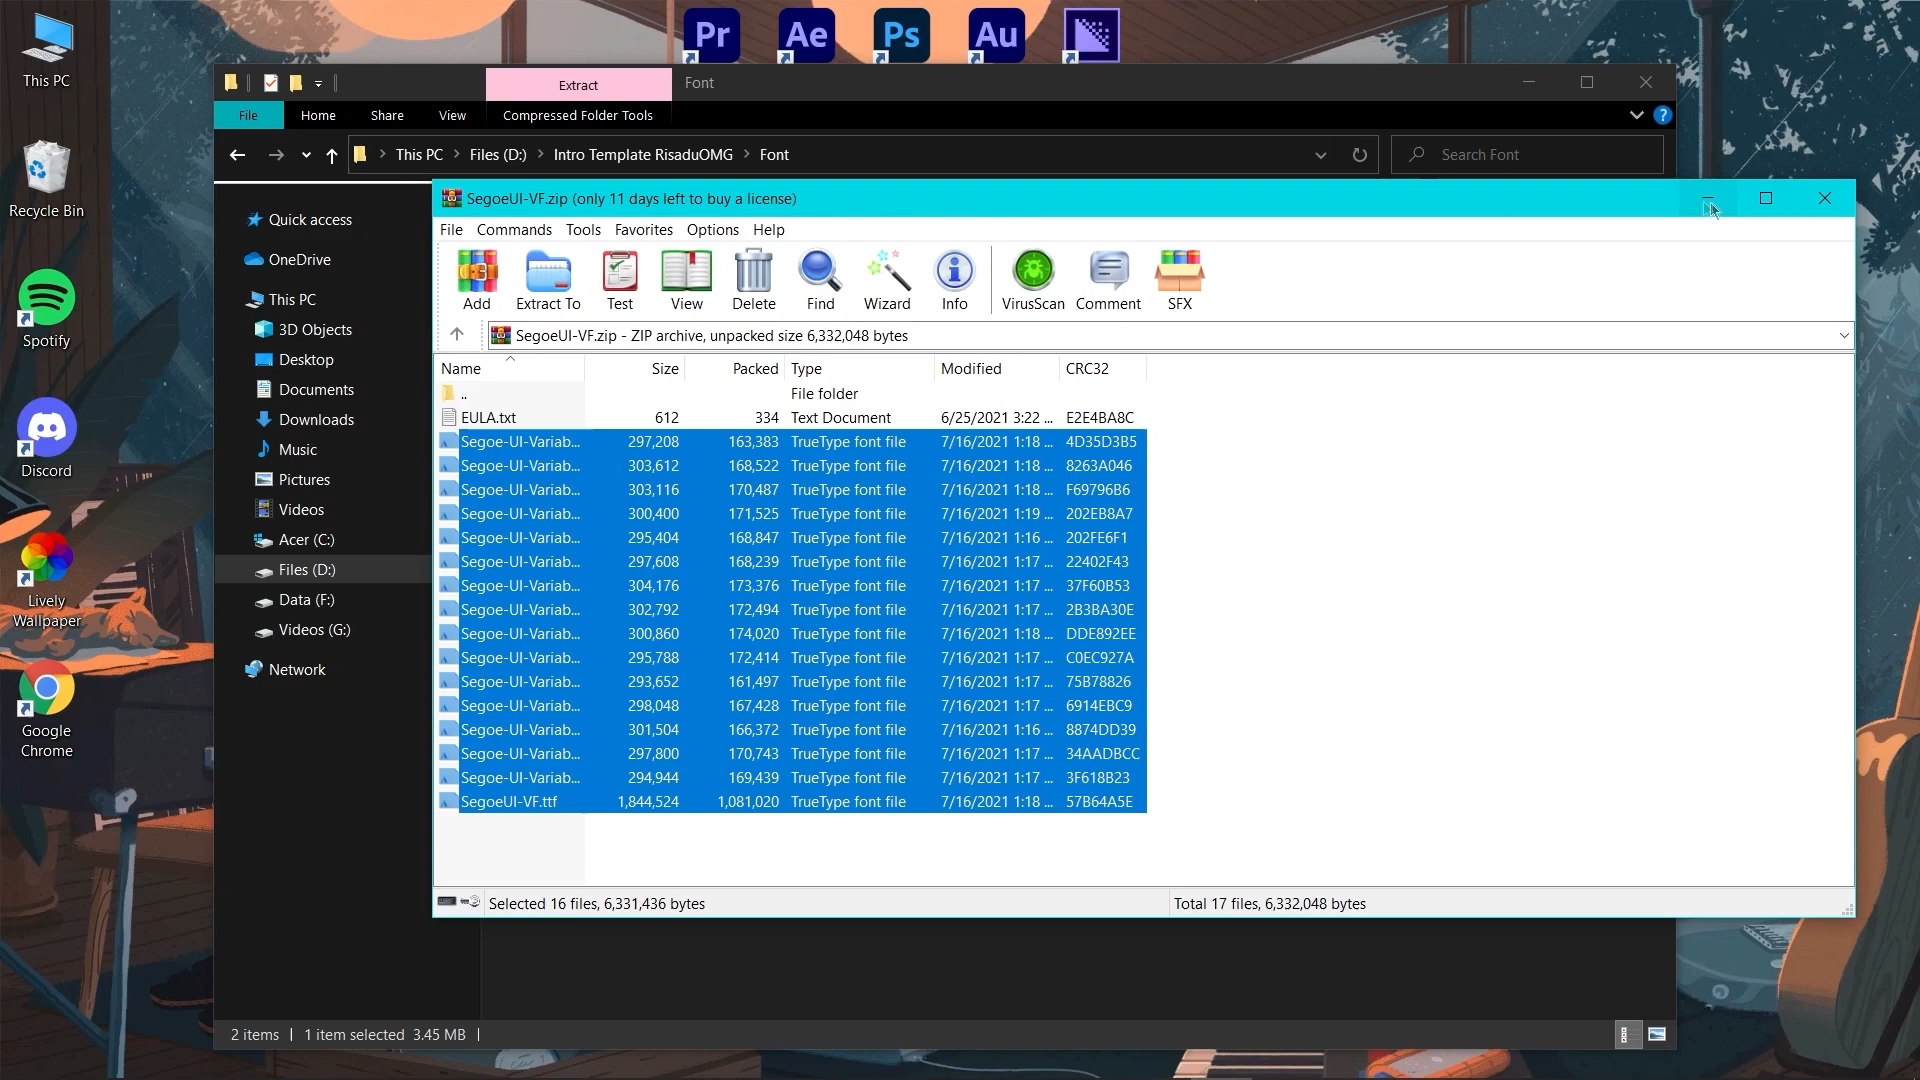 Pr
Ae
Ps
Au
This PC
Recycle Bin
Spotify
Discord
Lively
Wallpaper
Google
Chrome
Extract
Font
File
Home
Share
View
Compressed Folder Tools
?
This PC > Files (D:) > Intro Template RisaduOMG > Font
Search Font
Quick access
OneDrive
This PC
3D Objects
Desktop
Documents
Downloads
Music
Pictures
Videos
Acer (C:)
Files (D:)
Data (F:)
Videos (G:)
Network
SegoeUI-VF.zip (only 11 days left to buy a license)
File Commands Tools Favorites Options Help
Add Extract To Test View Delete Find Wizard Info VirusScan Comment SFX
SegoeUI-VF.zip - ZIP archive, unpacked size 6,332,048 bytes
Name Size Packed Type Modified CRC32
.. File folder
EULA.txt 612 334 Text Document 6/25/2021 3:22 ... E2E4BA8C
Segoe-UI-Variab... 297,208 163,383 TrueType font file 7/16/2021 1:18 ... 4D35D3B5
Segoe-UI-Variab... 303,612 168,522 TrueType font file 7/16/2021 1:18 ... 8263A046
Segoe-UI-Variab... 303,116 170,487 TrueType font file 7/16/2021 1:18 ... F69796B6
Segoe-UI-Variab... 300,400 171,525 TrueType font file 7/16/2021 1:19 ... 202EB8A7
Segoe-UI-Variab... 295,404 168,847 TrueType font file 7/16/2021 1:16 ... 202FE6F1
Segoe-UI-Variab... 297,608 168,239 TrueType font file 7/16/2021 1:17 ... 22402F43
Segoe-UI-Variab... 304,176 173,376 TrueType font file 7/16/2021 1:17 ... 37F60B53
Segoe-UI-Variab... 302,792 172,494 TrueType font file 7/16/2021 1:17 ... 2B3BA30E
Segoe-UI-Variab... 300,860 174,020 TrueType font file 7/16/2021 1:18 ... DDE892EE
Segoe-UI-Variab... 295,788 172,414 TrueType font file 7/16/2021 1:17 ... C0EC927A
Segoe-UI-Variab... 293,652 161,497 TrueType font file 7/16/2021 1:17 ... 75B78826
Segoe-UI-Variab... 298,048 167,428 TrueType font file 7/16/2021 1:17 ... 6914EBC9
Segoe-UI-Variab... 301,504 166,372 TrueType font file 7/16/2021 1:16 ... 8874DD39
Segoe-UI-Variab... 297,800 170,743 TrueType font file 7/16/2021 1:17 ... 34AADBCC
Segoe-UI-Variab... 294,944 169,439 TrueType font file 7/16/2021 1:17 ... 3F618B23
SegoeUI-VF.ttf 1,844,524 1,081,020 TrueType font file 7/16/2021 1:18 ... 57B64A5E
Selected 16 files, 6,331,436 bytes
Total 17 files, 6,332,048 bytes
2 items | 1 item selected 3.45 MB |